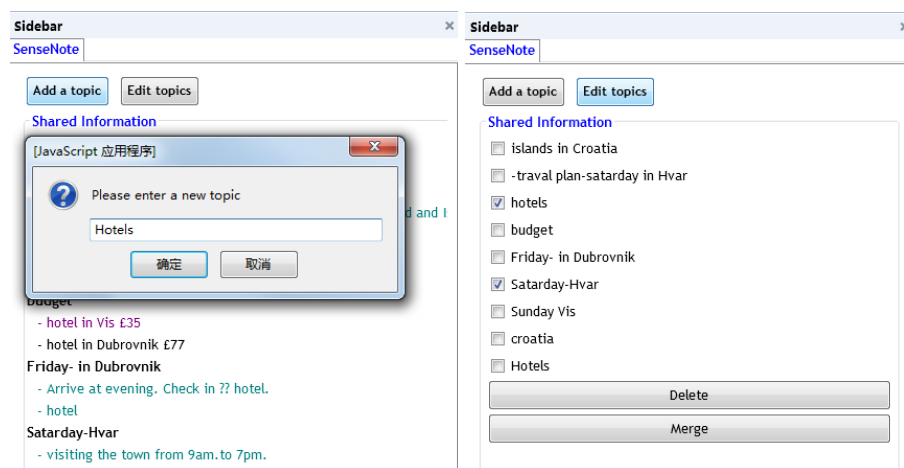 Sidebar
SenseNote
Add a topic Edit topics
Shared Information
[JavaScript 应用程序]
Please enter a new topic
d and I
Hotels
确定 取消
Budget
- hotel in Vis £35
- hotel in Dubrovnik £77
Friday- in Dubrovnik
- Arrive at evening. Check in ?? hotel.
- hotel
Satarday-Hvar
- visiting the town from 9am.to 7pm.
Sidebar
SenseNote
Add a topic Edit topics
Shared Information
islands in Croatia
-traval plan-satarday in Hvar
hotels
budget
Friday- in Dubrovnik
Satarday-Hvar
Sunday Vis
croatia
Hotels
Delete
Merge